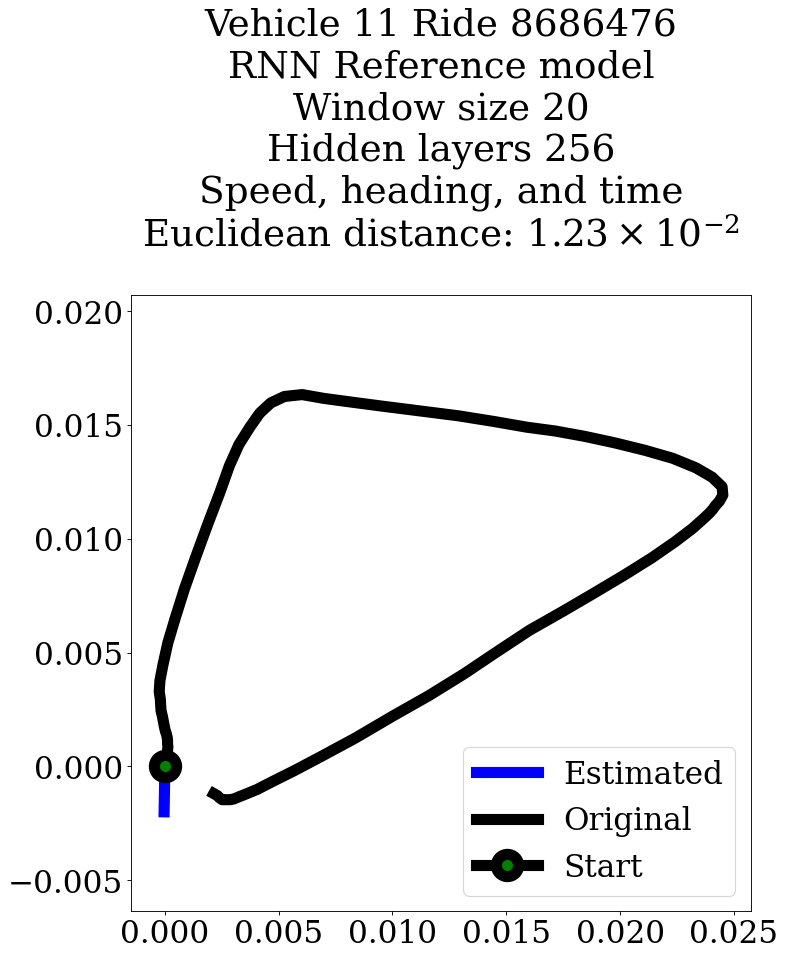 Vehicle 11 Ride 8686476
RNN Reference model
Window size 20
Hidden layers 256
Speed, heading, and time
Euclidean distance: 1.23 × 10⁻²
0.020
0.015
0.010
0.005
0.000
−0.005
Estimated
Original
Start
0.000 0.005 0.010 0.015 0.020 0.025